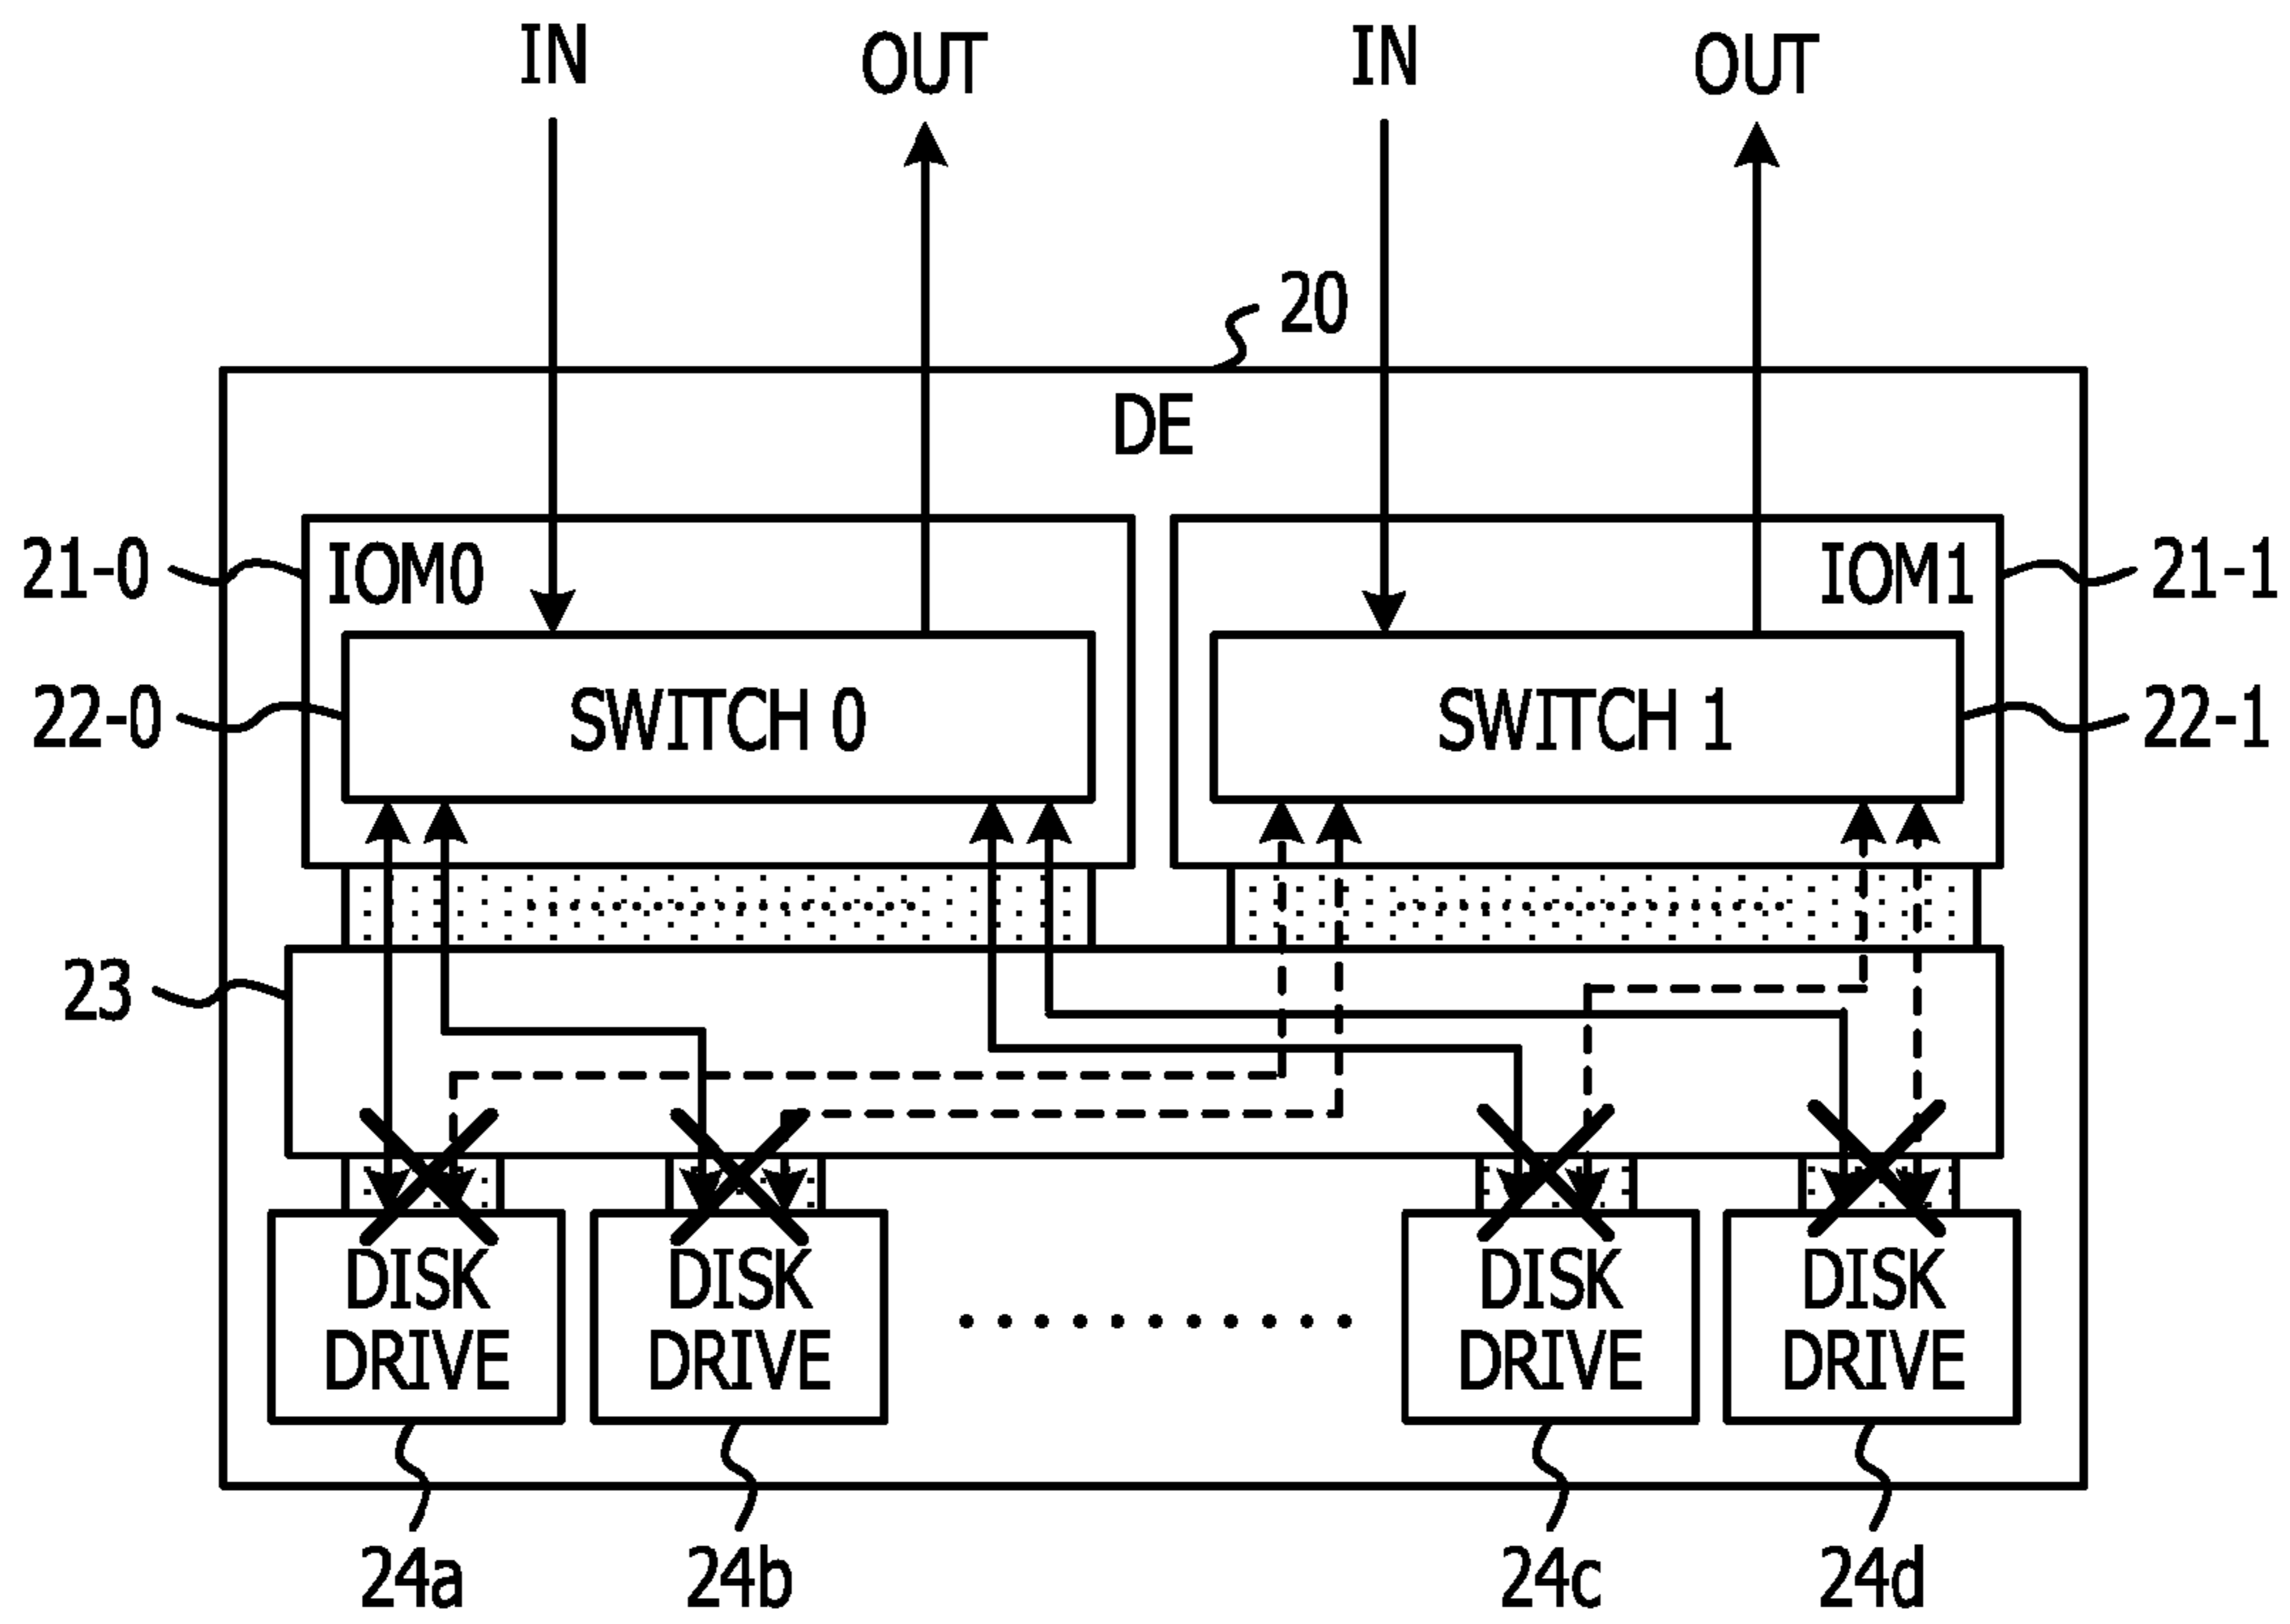 IN OUT IN OUT
20
DE
21-0 IOM0 IOM1 21-1
22-0 SWITCH 0 SWITCH 1 22-1
23
DISK DISK DISK DISK
DRIVE DRIVE DRIVE DRIVE
24a 24b 24c 24d